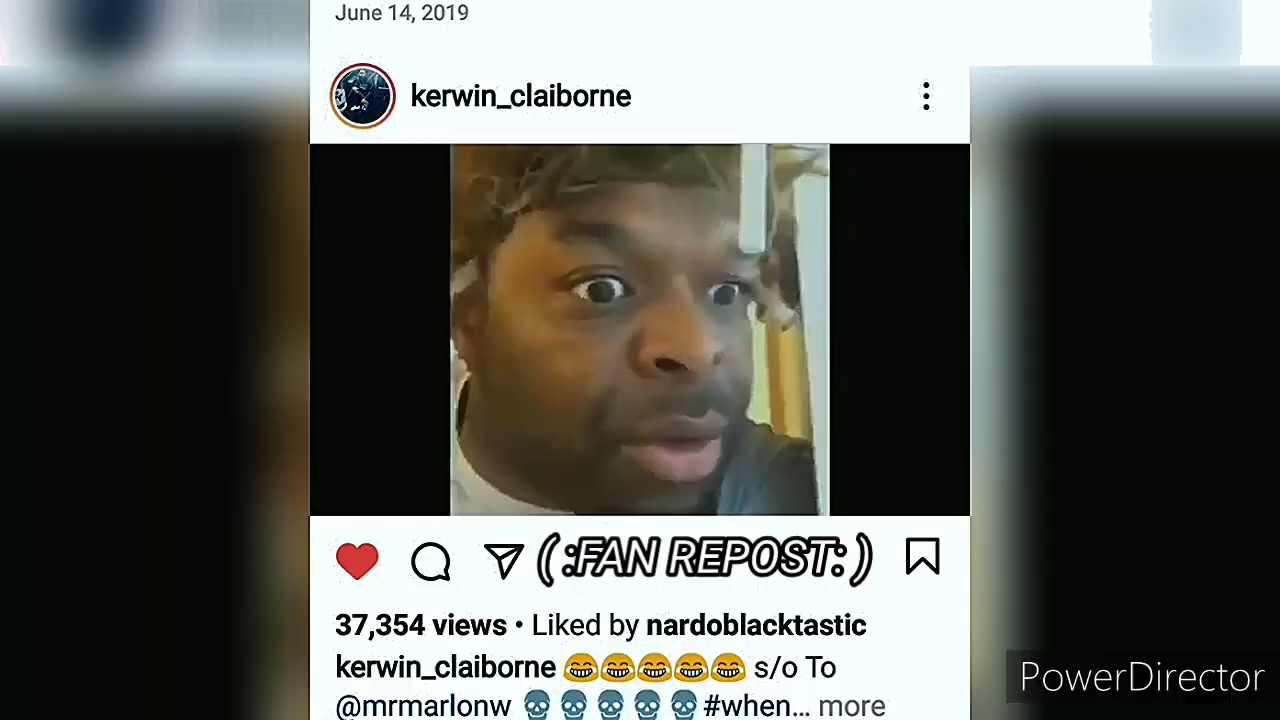 June 14, 2019
kerwin_claiborne
( :FAN REPOST: )
37,354 views • Liked by nardoblacktastic
kerwin_claiborne 😂😂😂😂😂 s/o To
@mrmarlonw 💀💀💀💀💀 #when... more
PowerDirector